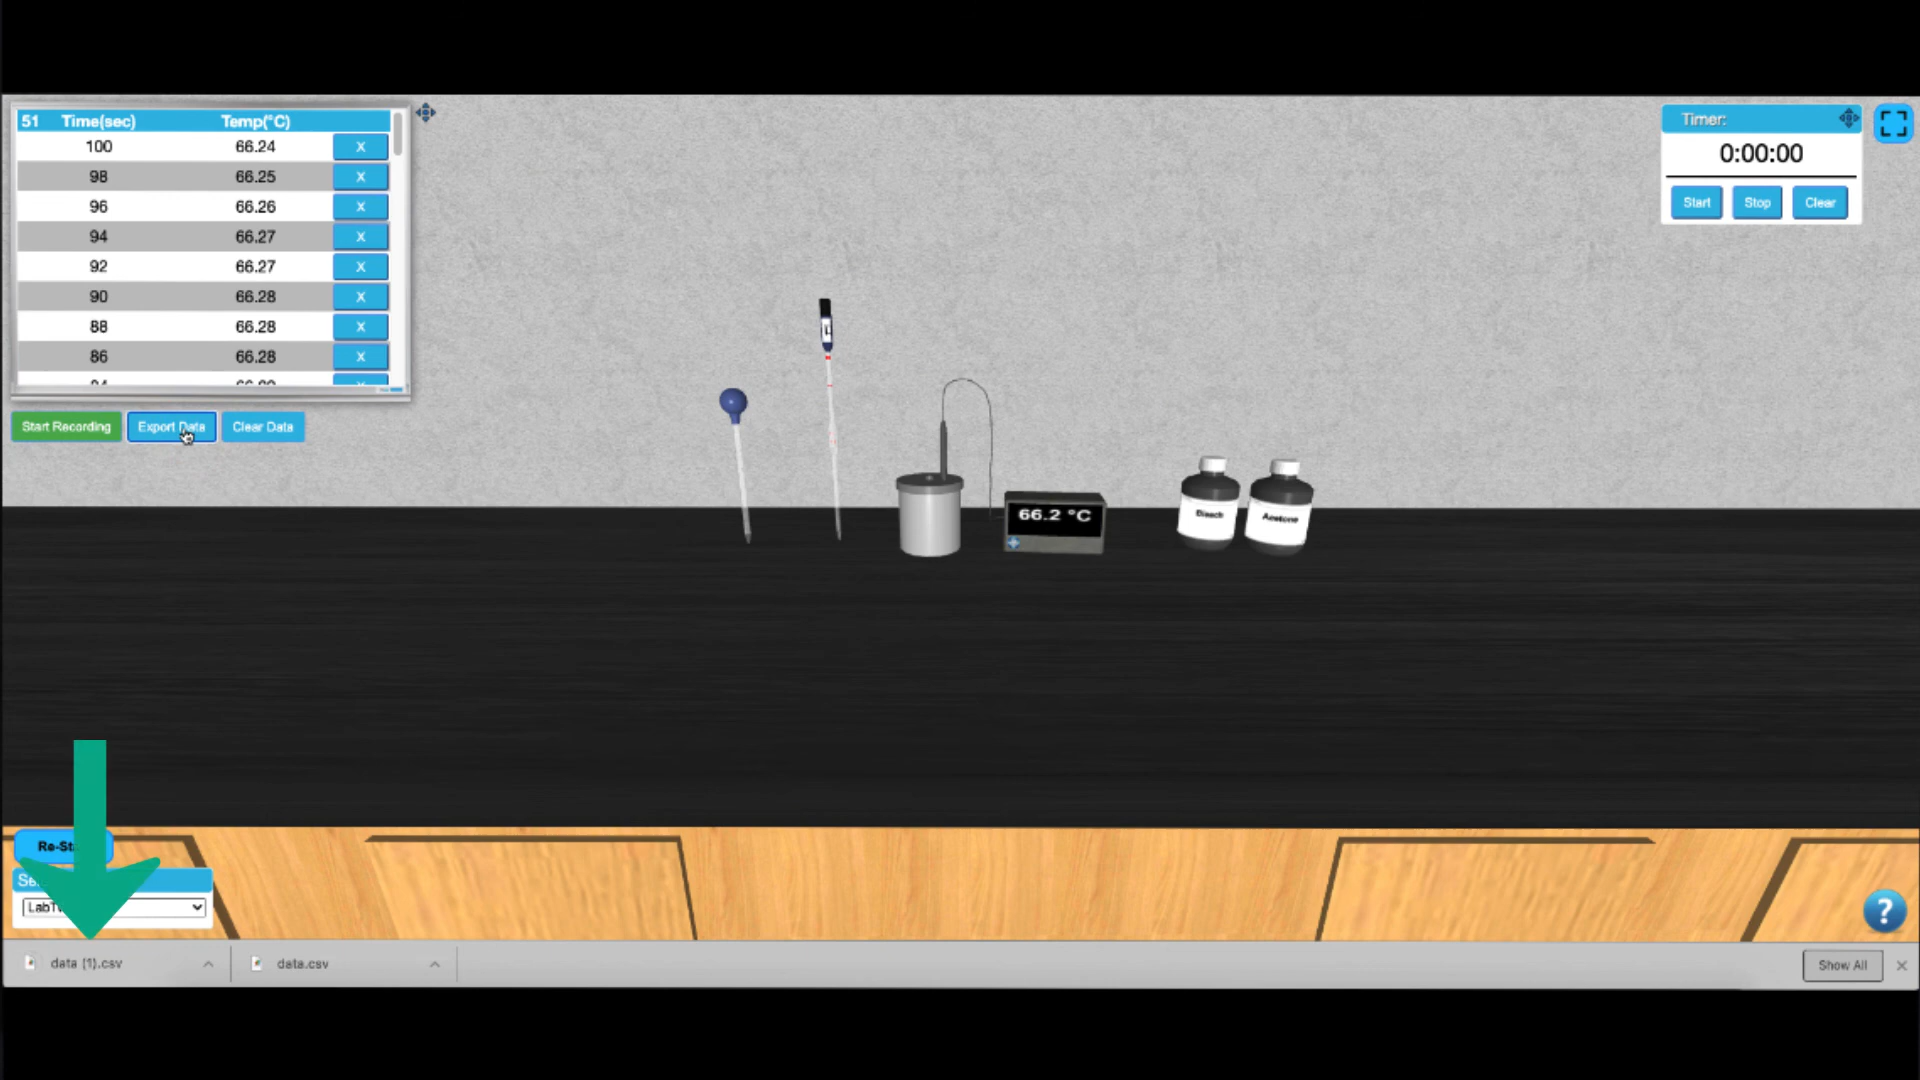 51 Time(sec) Temp(°C)
100 66.24 X
98 66.25 X
96 66.26 X
94 66.27 X
92 66.27 X
90 66.28 X
88 66.28 X
86 66.28 X
Start Recording Export Data Clear Data
Timer:
0:00:00
Start Stop Clear
66.2 °C
Bleach
Acetone
?
data (1).csv
data.csv
Show All